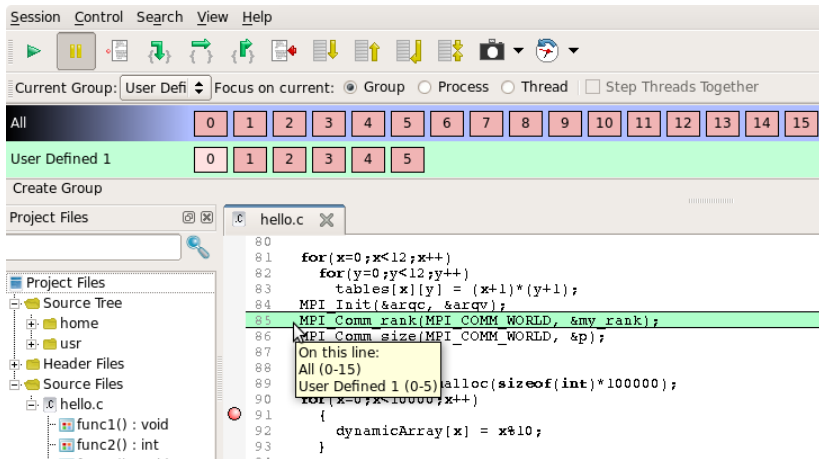 Session Control Search View Help
Current Group: User Defi Focus on current: Group Process Thread Step Threads Together
All 0 1 2 3 4 5 6 7 8 9 10 11 12 13 14 15
User Defined 1 0 1 2 3 4 5
Create Group
Project Files
hello.c
Project Files
Source Tree
home
usr
Header Files
Source Files
hello.c
func1() : void
func2() : int
80
81 for(x=0;x<12;x++)
82 for(y=0;y<12;y++)
83 tables[x][y] = (x+1)*(y+1);
84 MPI_Init(&argc, &argv);
85 MPI_Comm_rank(MPI_COMM_WORLD, &my_rank);
86 MPI_Comm_size(MPI_COMM_WORLD, &p);
87
88
89 alloc(sizeof(int)*100000);
90 for(x=0;x<10000;x++)
91 {
92 dynamicArray[x] = x%10;
93 }
On this line:
All (0-15)
User Defined 1 (0-5)